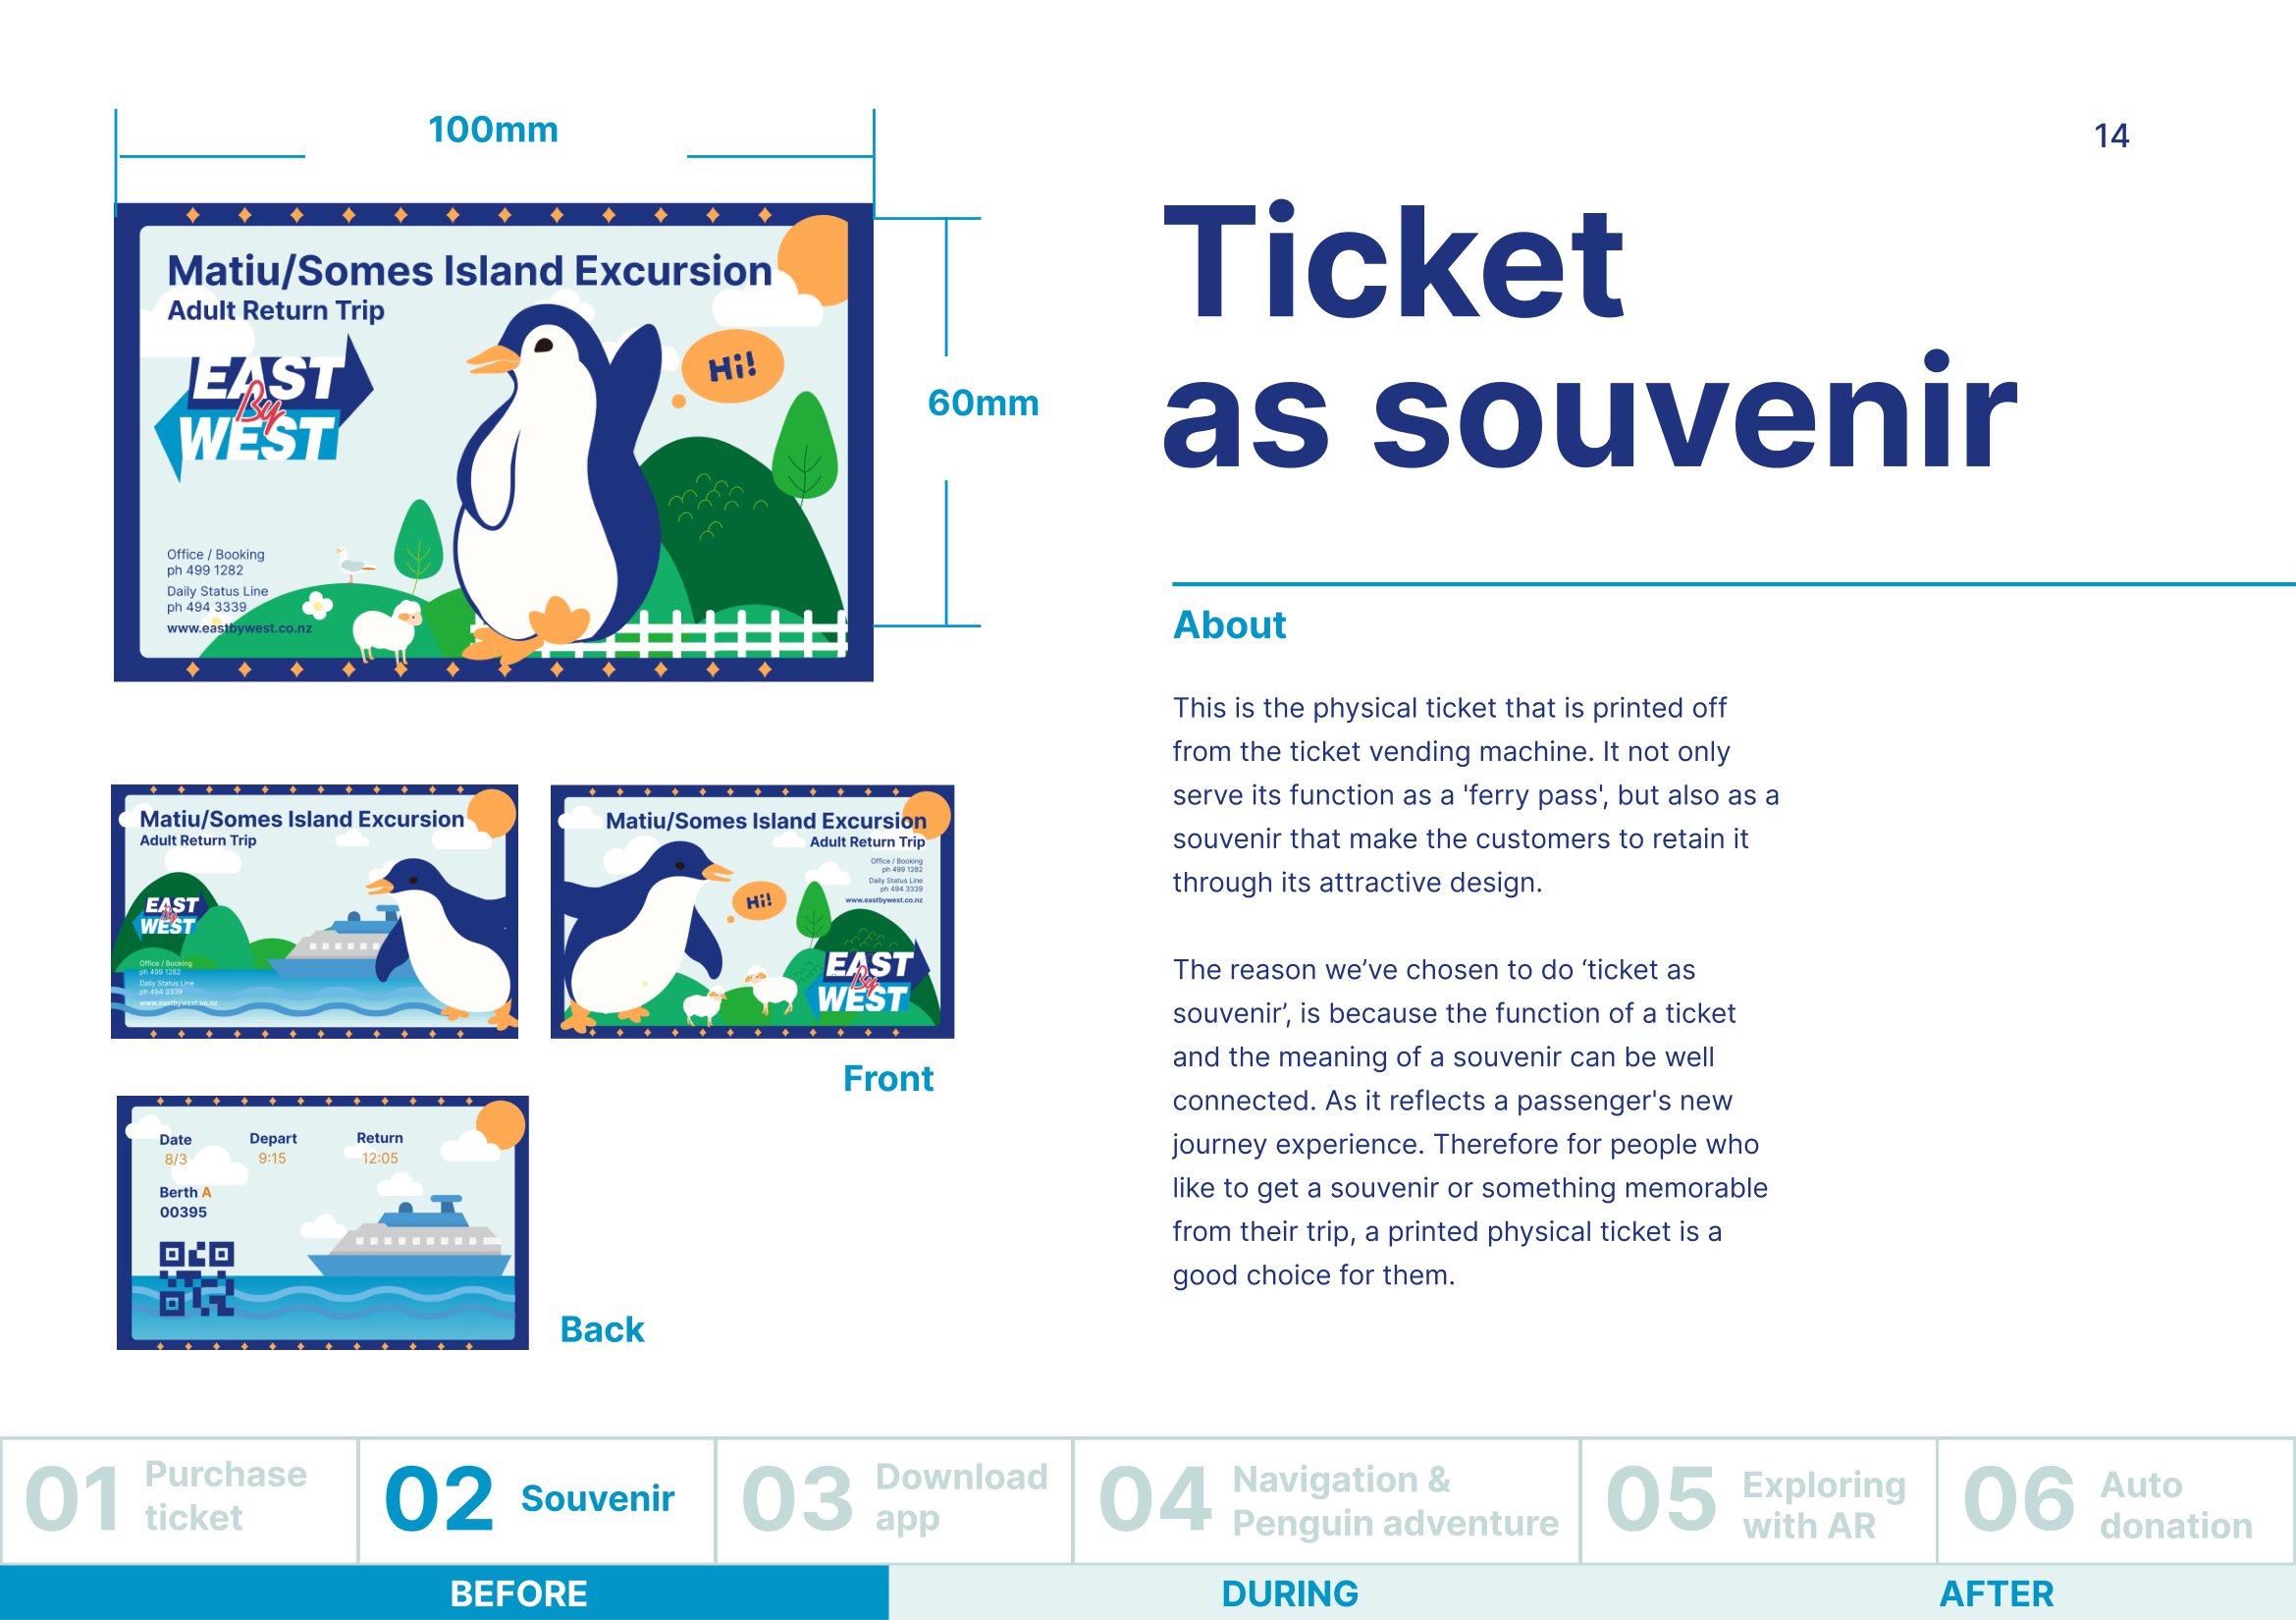 100mm
14
Matiu/Somes Island Excursion
Adult Return Trip
EAST
By
WEST
Hi!
Office / Booking
ph 499 1282
Daily Status Line
ph 494 3339
www.eastbywest.co.nz
60mm
Ticket
as souvenir
About
This is the physical ticket that is printed off
from the ticket vending machine. It not only
serve its function as a 'ferry pass', but also as a
souvenir that make the customers to retain it
through its attractive design.
The reason we’ve chosen to do ‘ticket as
souvenir’, is because the function of a ticket
and the meaning of a souvenir can be well
connected. As it reflects a passenger's new
journey experience. Therefore for people who
like to get a souvenir or something memorable
from their trip, a printed physical ticket is a
good choice for them.
Matiu/Somes Island Excursion
Adult Return Trip
EAST
By
WEST
Office / Booking
ph 499 1282
Daily Status Line
ph 494 3339
www.eastbywest.co.nz
Matiu/Somes Island Excursion
Adult Return Trip
Office / Booking
ph 499 1282
Daily Status Line
ph 494 3339
www.eastbywest.co.nz
Hi!
EAST
By
WEST
Front
Date Depart Return
8/3 9:15 12:05
Berth A
00395
Back
01 Purchase
ticket
02 Souvenir
03 Download
app
04 Navigation &
Penguin adventure
05 Exploring
with AR
06 Auto
donation
BEFORE
DURING
AFTER